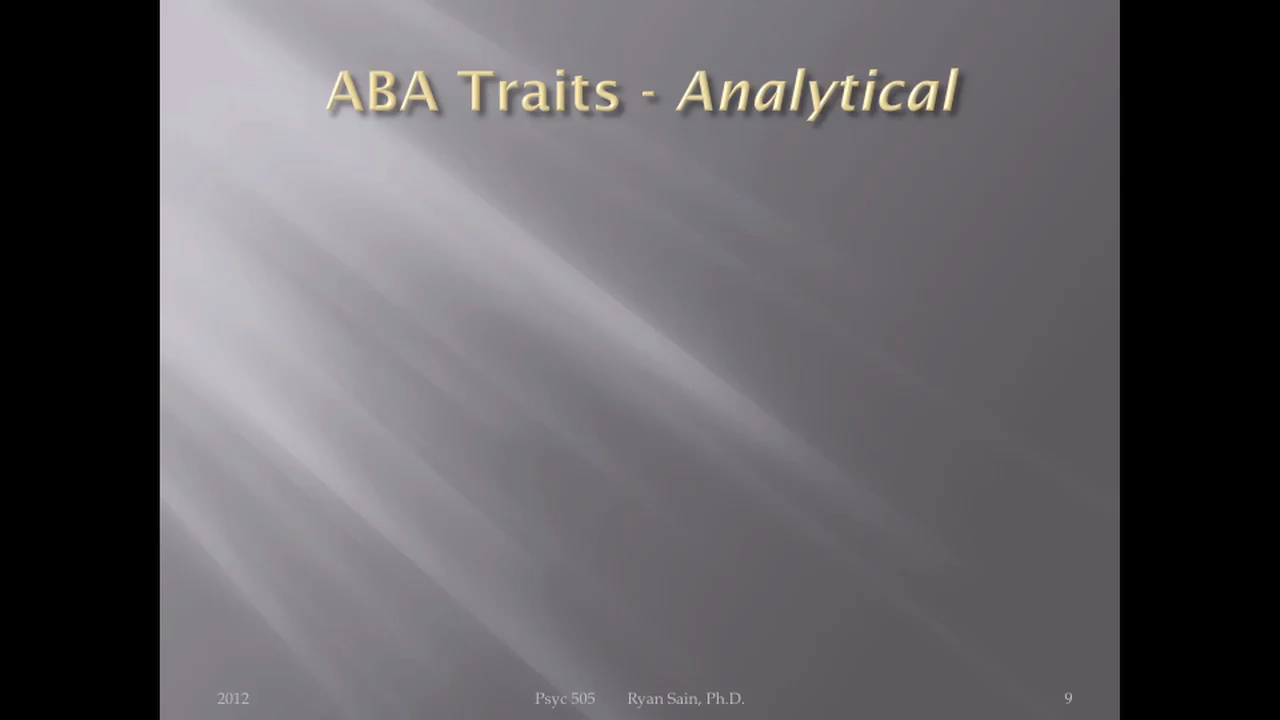 ABA Traits - Analytical
2012 Psyc 505 Ryan Sain, Ph.D. 9